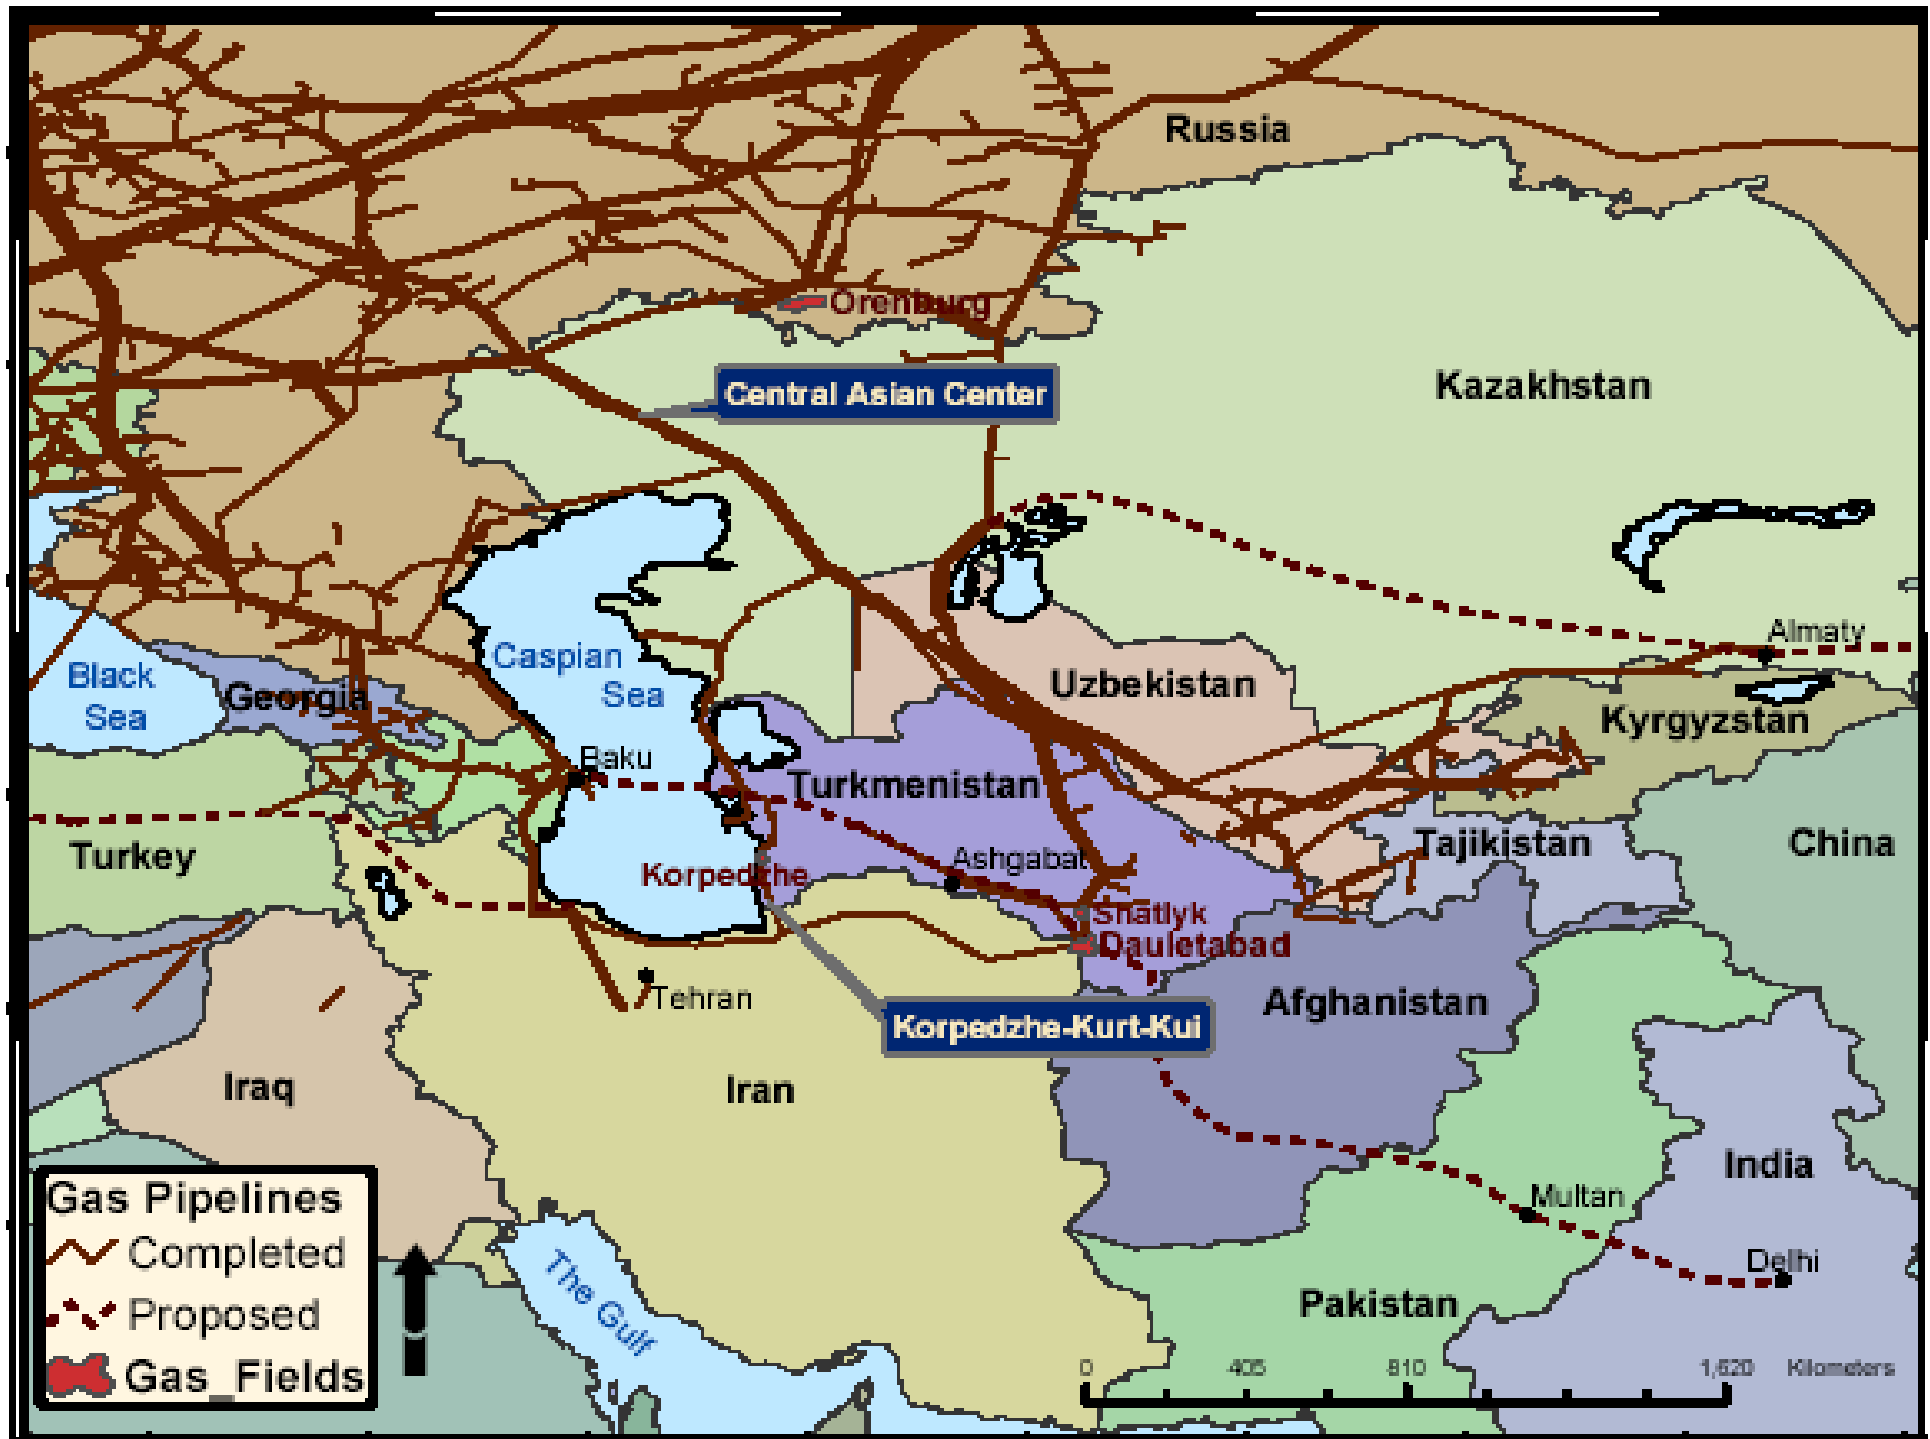 Russia
Orenburg
Central Asian Center
Kazakhstan
Almaty
Caspian
Sea
Black
Sea
Georgia
Uzbekistan
Kyrgyzstan
Baku
Turkmenistan
Turkey
Korpedzhe
Ashgabat
Tajikistan
China
Shatlyk
Dauletabad
Tehran
Korpedzhe-Kurt-Kui
Afghanistan
Iraq
Iran
India
Multan
Delhi
Pakistan
The Gulf
Gas Pipelines
Completed
Proposed
Gas_Fields
0 405 810 1,620 Kilometers